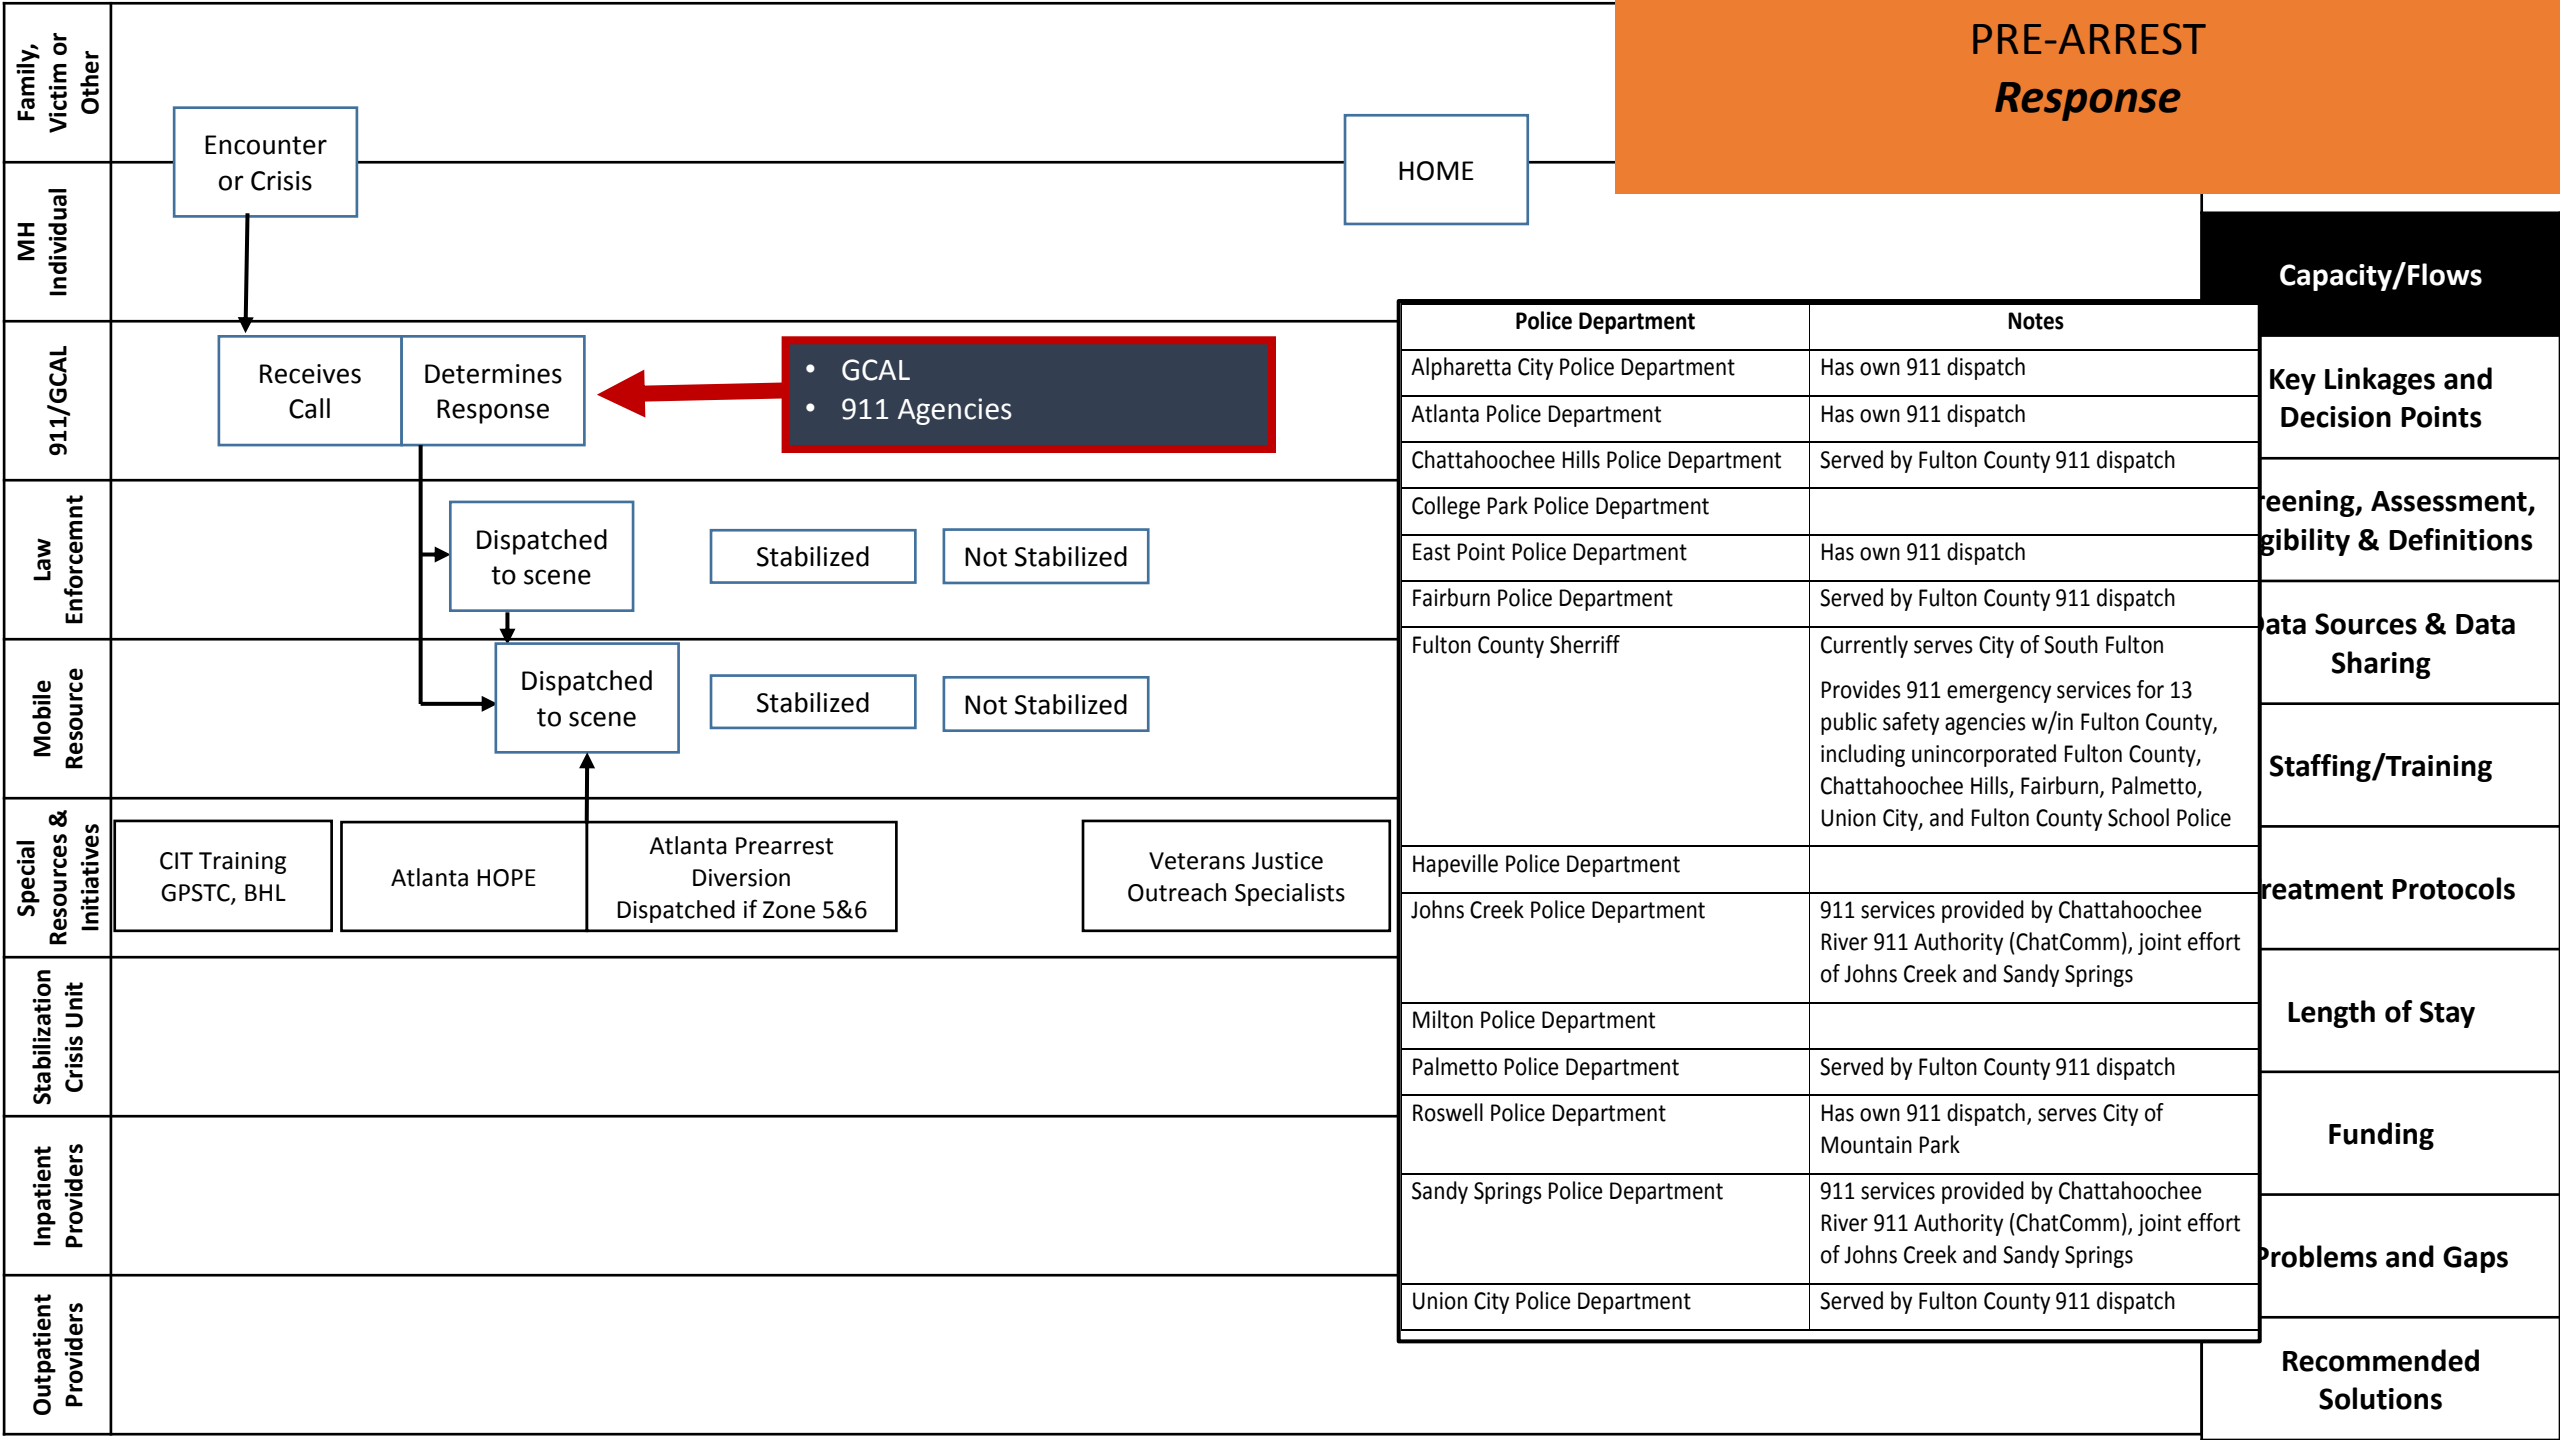 PRE-ARREST
Response
Family,
Victim or
Other
MH
Individual
911/GCAL
Law
Enforcemnt
Mobile
Resource
Special
Resources &
Initiatives
Stabilization
Crisis Unit
Inpatient
Providers
Outpatient
Providers
Encounter
or Crisis
HOME
Receives
Call
Determines
Response
• GCAL
• 911 Agencies
Dispatched
to scene
Stabilized
Not Stabilized
Dispatched
to scene
Stabilized
Not Stabilized
CIT Training
GPSTC, BHL
Atlanta HOPE
Atlanta Prearrest
Diversion
Dispatched if Zone 5&6
Veterans Justice
Outreach Specialists
Police Department Notes
Alpharetta City Police Department Has own 911 dispatch
Atlanta Police Department Has own 911 dispatch
Chattahoochee Hills Police Department Served by Fulton County 911 dispatch
College Park Police Department
East Point Police Department Has own 911 dispatch
Fairburn Police Department Served by Fulton County 911 dispatch
Fulton County Sherriff Currently serves City of South Fulton
Provides 911 emergency services for 13
public safety agencies w/in Fulton County,
including unincorporated Fulton County,
Chattahoochee Hills, Fairburn, Palmetto,
Union City, and Fulton County School Police
Hapeville Police Department
Johns Creek Police Department 911 services provided by Chattahoochee
River 911 Authority (ChatComm), joint effort
of Johns Creek and Sandy Springs
Milton Police Department
Palmetto Police Department Served by Fulton County 911 dispatch
Roswell Police Department Has own 911 dispatch, serves City of
Mountain Park
Sandy Springs Police Department 911 services provided by Chattahoochee
River 911 Authority (ChatComm), joint effort
of Johns Creek and Sandy Springs
Union City Police Department Served by Fulton County 911 dispatch
Capacity/Flows
Key Linkages and
Decision Points
reening, Assessment,
gibility & Definitions
ata Sources & Data
Sharing
Staffing/Training
reatment Protocols
Length of Stay
Funding
Problems and Gaps
Recommended
Solutions